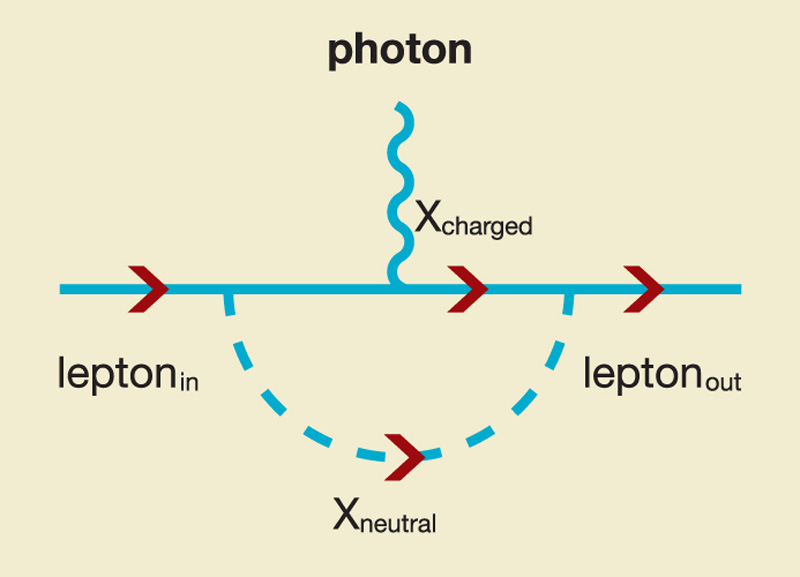 photon
Xcharged
leptonin
leptonout
Xneutral